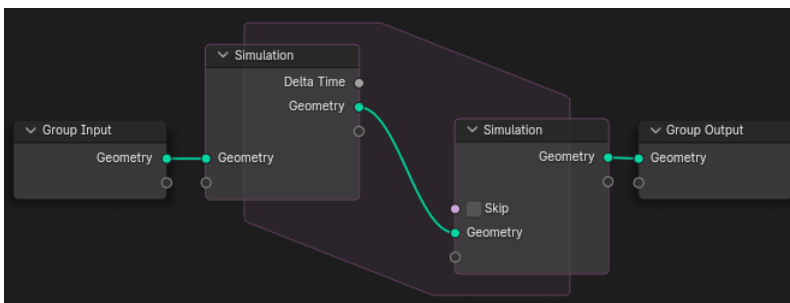 Group Input
Geometry
Simulation
Delta Time
Geometry
Geometry
Simulation
Geometry
Skip
Geometry
Group Output
Geometry